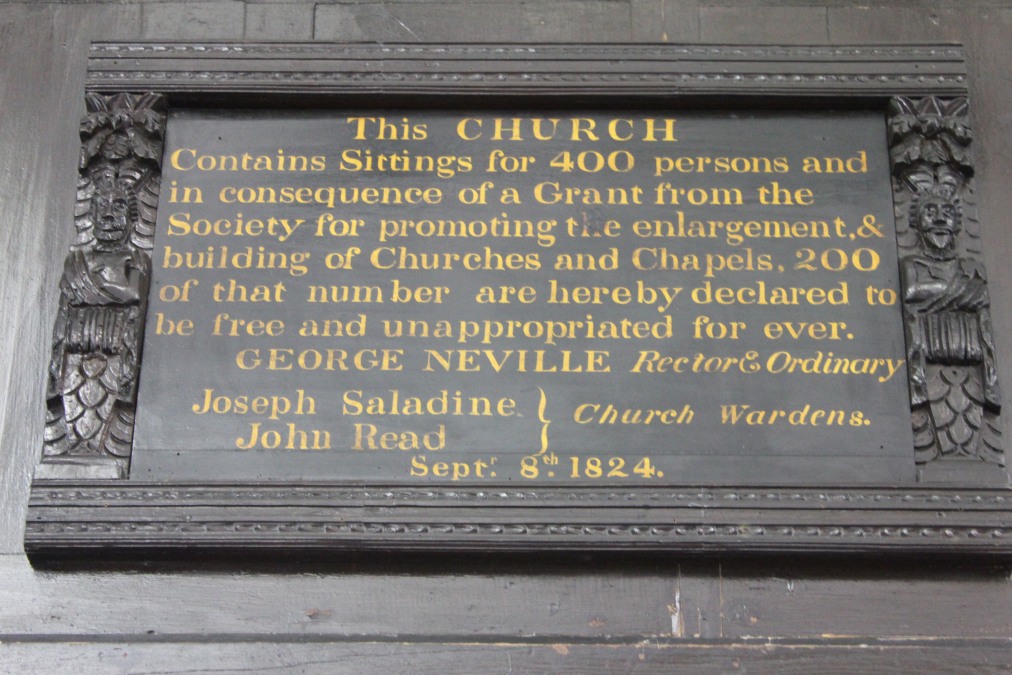 This CHURCH
Contains Sittings for 400 persons and
in consequence of a Grant from the
Society for promoting the enlargement, &
building of Churches and Chapels, 200
of that number are hereby declared to
be free and unappropriated for ever.
GEORGE NEVILLE Rector & Ordinary
Joseph Saladine } Church Wardens.
John Read
Septr. 8th. 1824.